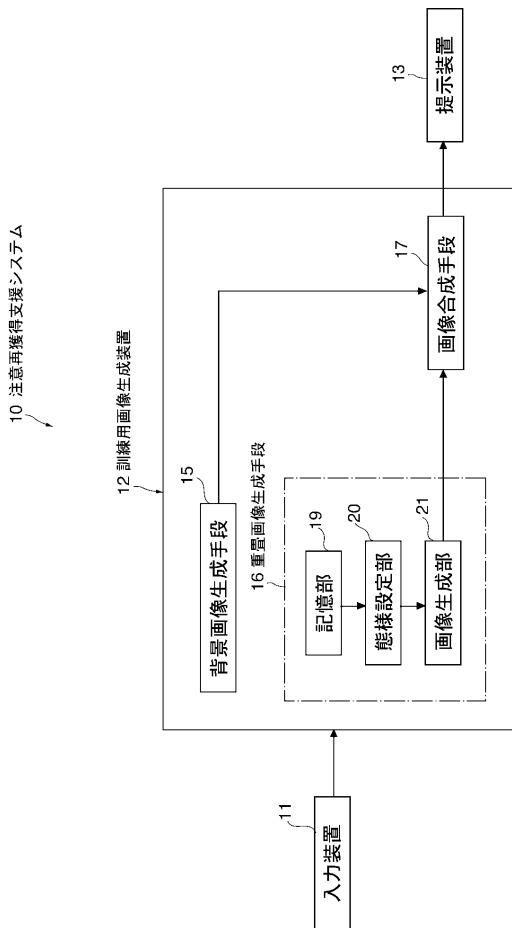 10 注意再獲得支援システム
12 訓練用画像生成装置
15
背景画像生成手段
16 重畳画像生成手段
19
記憶部
20
態様設定部
21
画像生成部
17
画像合成手段
11
入力装置
13
提示装置